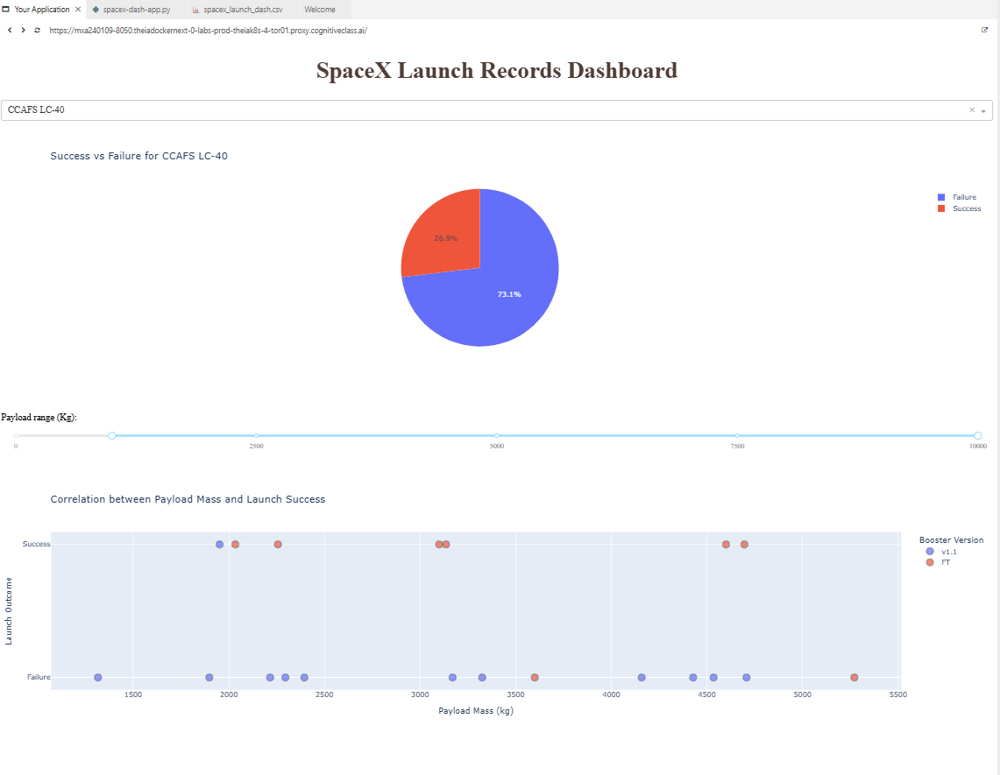 Your Application × spacex-dash-app.py spacex_launch_dash.csv Welcome
https://mxa240109-8050.theiadockernext-0-labs-prod-theiak8s-4-tor01.proxy.cognitiveclass.ai/
SpaceX Launch Records Dashboard
CCAFS LC-40 ×
Success vs Failure for CCAFS LC-40
Failure
Success
26.9%
73.1%
Payload range (Kg):
0 2500 5000 7500 10000
Correlation between Payload Mass and Launch Success
Booster Version
v1.1
FT
Success
Launch Outcome
Failure
1500 2000 2500 3000 3500 4000 4500 5000 5500
Payload Mass (kg)